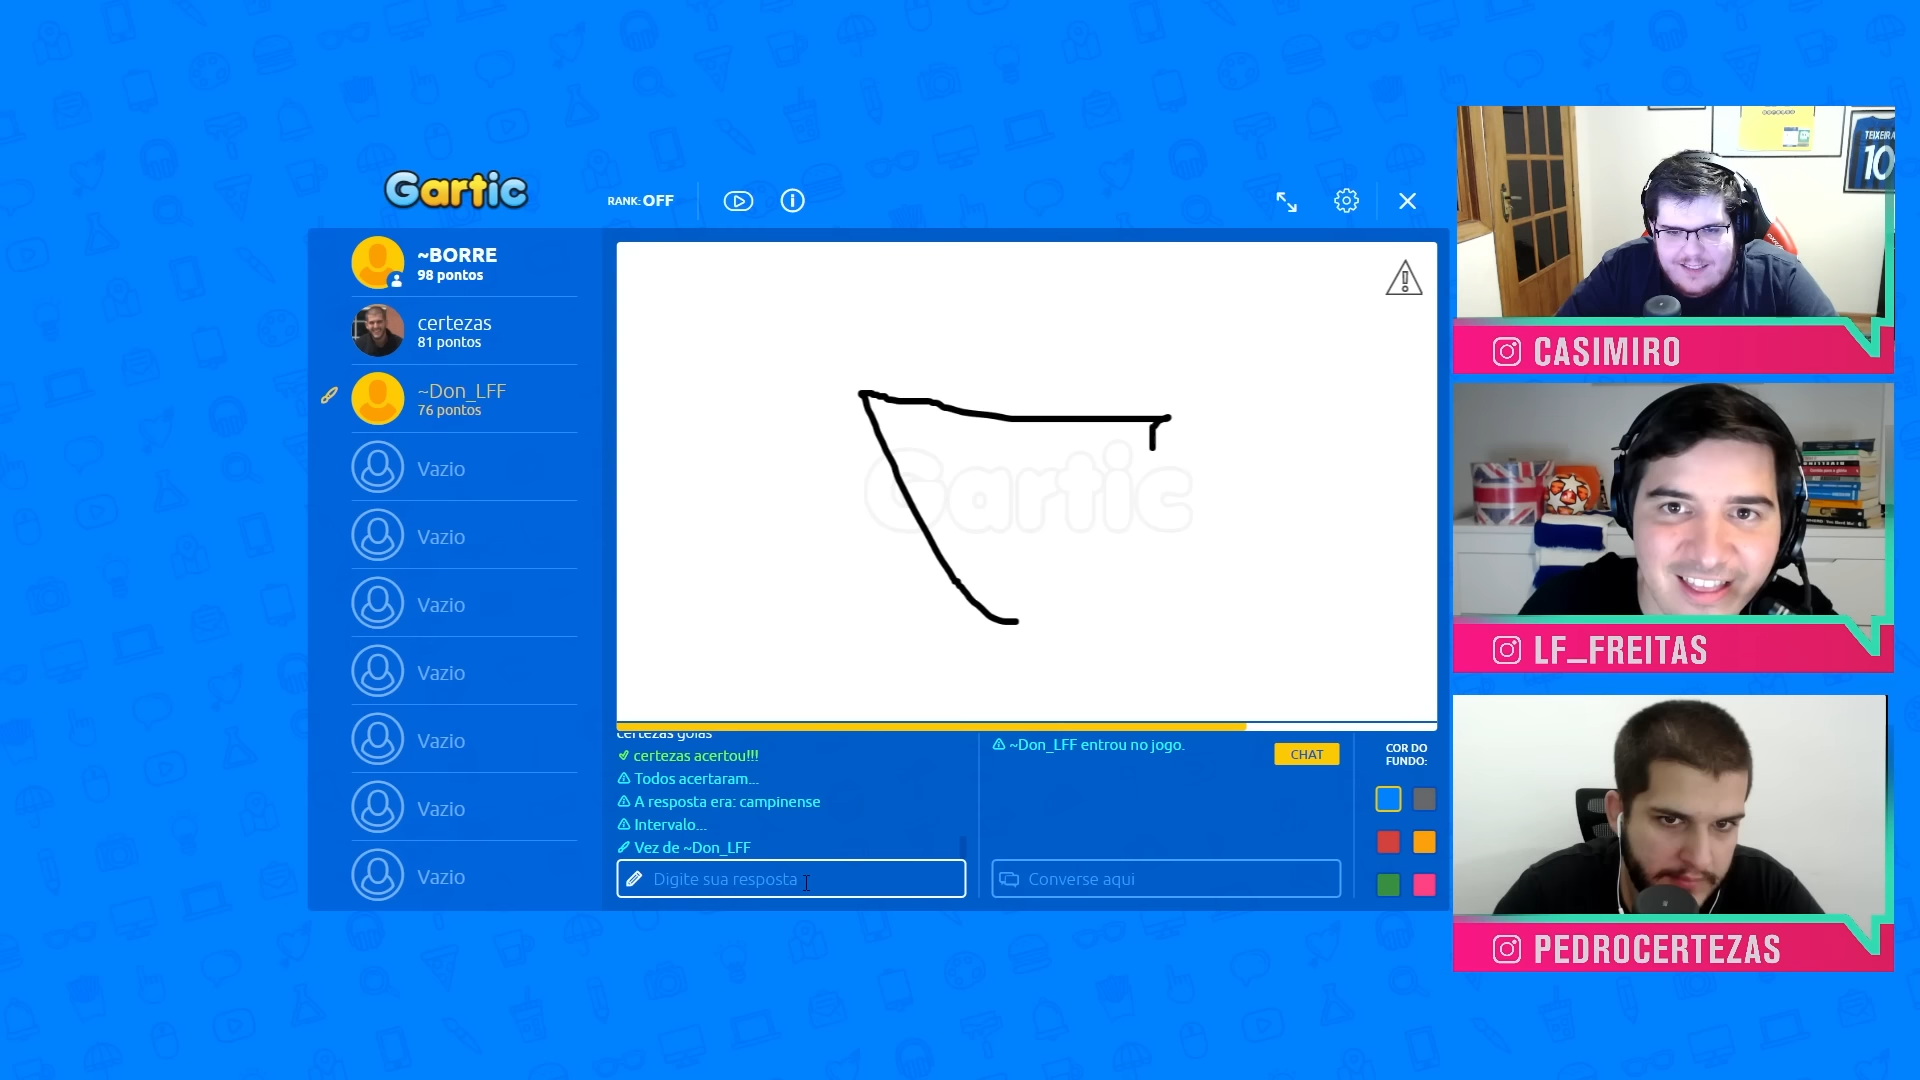 Gartic
RANK: OFF
~BORRE
98 pontos
certezas
81 pontos
~Don_LFF
76 pontos
Vazio
Vazio
Vazio
Vazio
Vazio
Vazio
Vazio
Gartic
certezas goiás
certezas acertou!!!
Todos acertaram...
A resposta era: campinense
Intervalo...
Vez de ~Don_LFF
Digite sua resposta
~Don_LFF entrou no jogo.
CHAT
Converse aqui
COR DO
FUNDO:
TEIXEIRA
10
CASIMIRO
LF_FREITAS
PEDROCERTEZAS